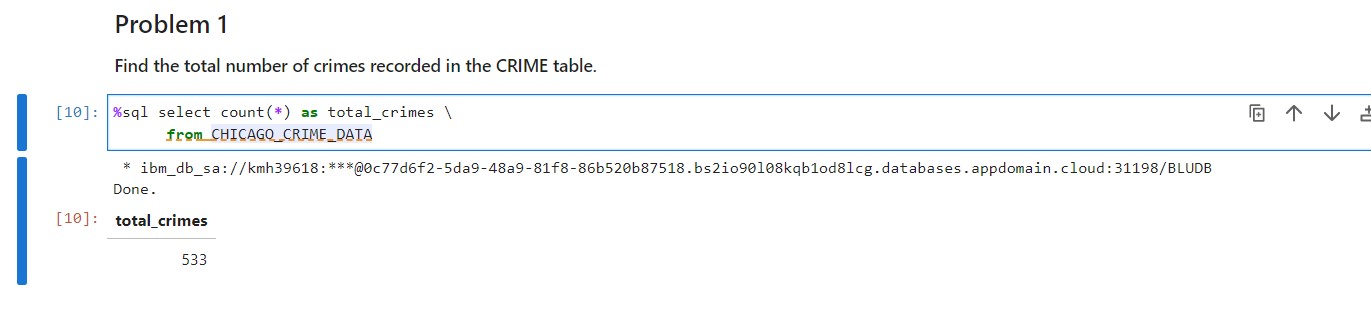 Problem 1
Find the total number of crimes recorded in the CRIME table.
[10]: %sql select count(*) as total_crimes \
from CHICAGO_CRIME_DATA
* ibm_db_sa://kmh39618:***@0c77d6f2-5da9-48a9-81f8-86b520b87518.bs2io90l08kqb1od8lcg.databases.appdomain.cloud:31198/BLUDB
Done.
[10]: total_crimes
533